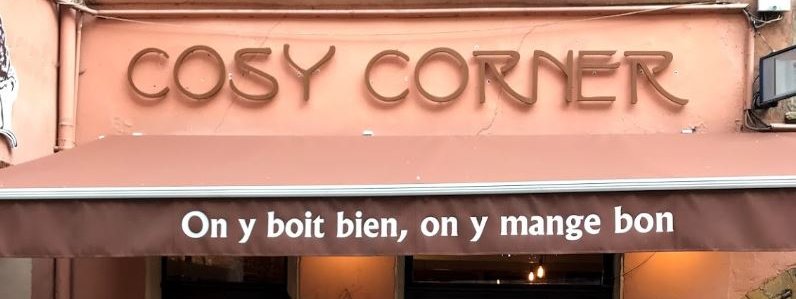 COSY CORNER
On y boit bien, on y mange bon